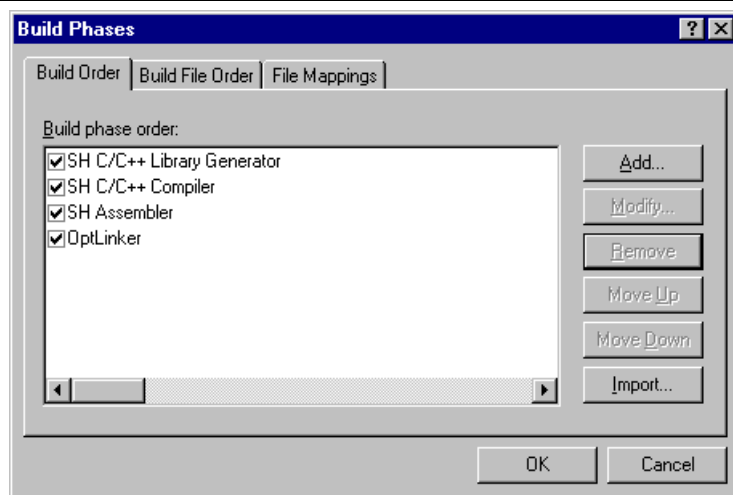 Build Phases
Build Order
Build File Order
File Mappings
Build phase order:
SH C/C++ Library Generator
SH C/C++ Compiler
SH Assembler
OptLinker
Add...
Modify...
Remove
Move Up
Move Down
Import...
OK
Cancel